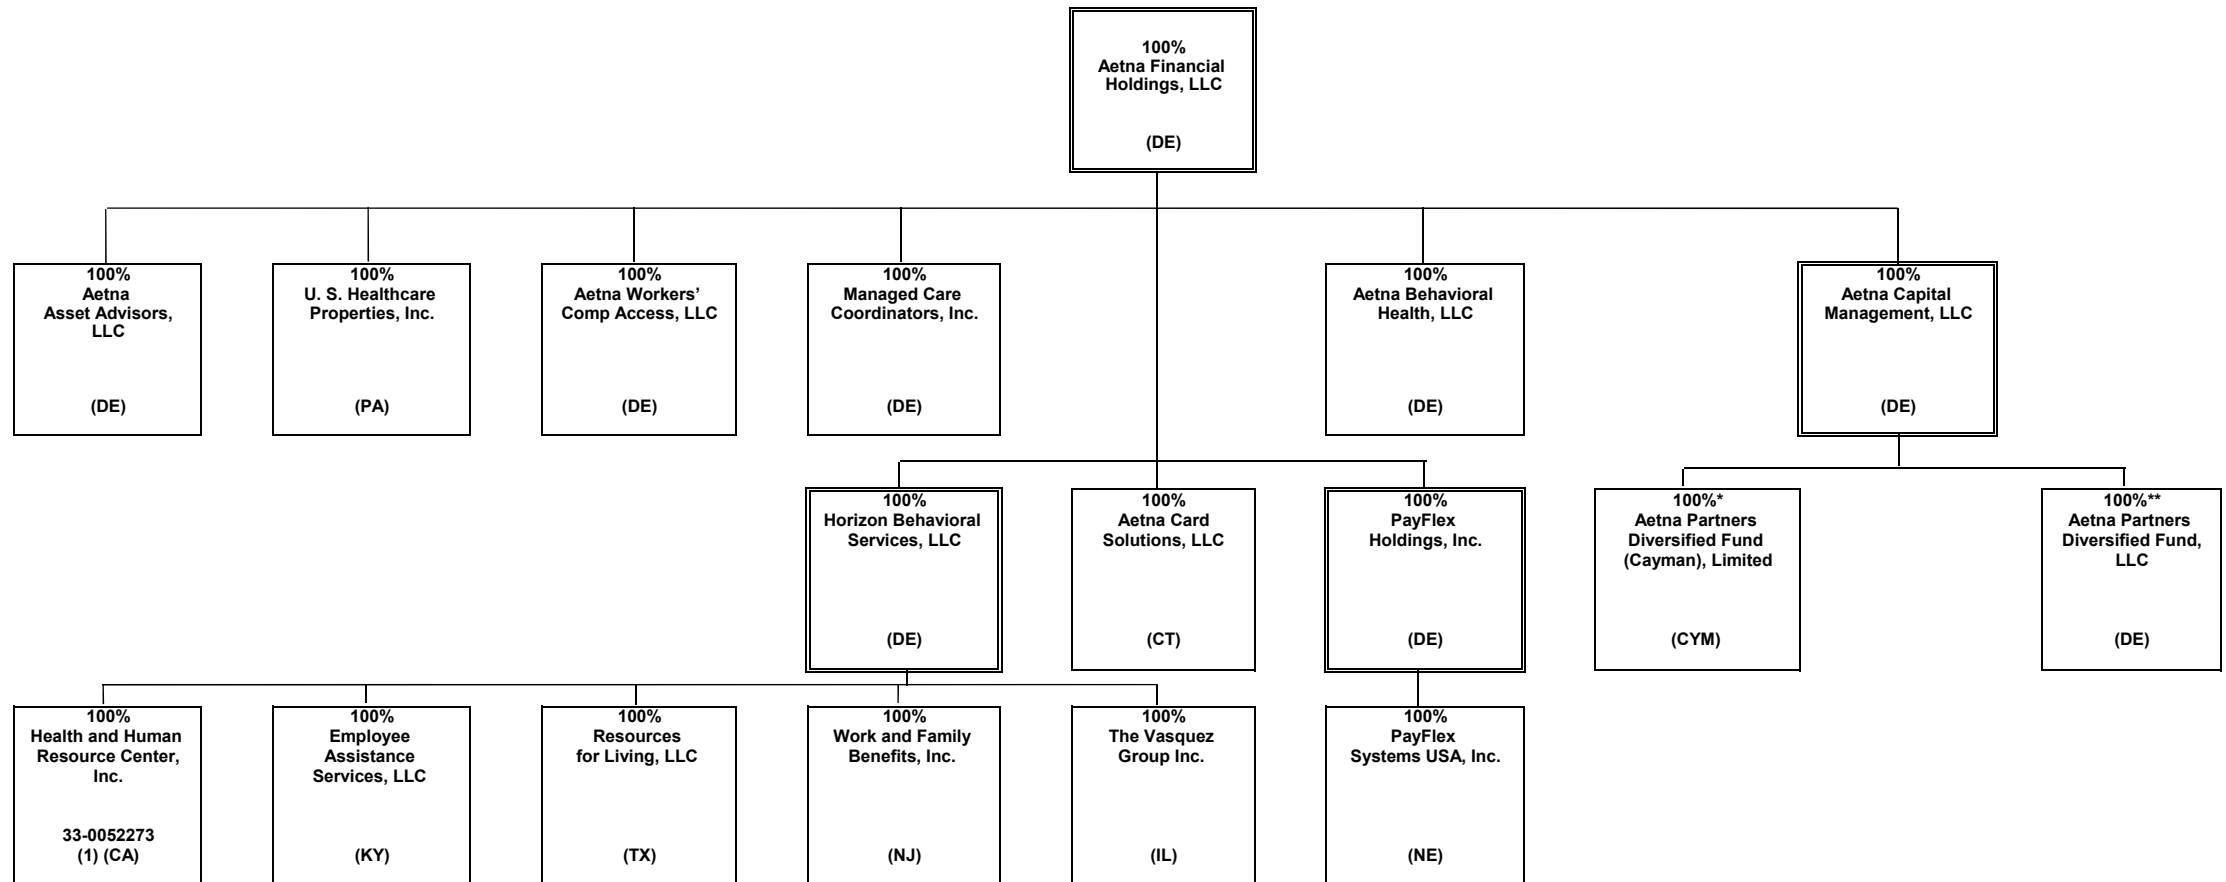 100%
Aetna Financial
Holdings, LLC
(DE)
100%
Aetna
Asset Advisors,
LLC
(DE)
100%
U. S. Healthcare
Properties, Inc.
(PA)
100%
Aetna Workers’
Comp Access, LLC
(DE)
100%
Managed Care
Coordinators, Inc.
(DE)
100%
Aetna Behavioral
Health, LLC
(DE)
100%
Aetna Capital
Management, LLC
(DE)
100%
Horizon Behavioral
Services, LLC
(DE)
100%
Aetna Card
Solutions, LLC
(CT)
100%
PayFlex
Holdings, Inc.
(DE)
100%*
Aetna Partners
Diversified Fund
(Cayman), Limited
(CYM)
100%**
Aetna Partners
Diversified Fund,
LLC
(DE)
100%
Health and Human
Resource Center,
Inc.
33-0052273
(1) (CA)
100%
Employee
Assistance
Services, LLC
(KY)
100%
Resources
for Living, LLC
(TX)
100%
Work and Family
Benefits, Inc.
(NJ)
100%
The Vasquez
Group Inc.
(IL)
100%
PayFlex
Systems USA, Inc.
(NE)